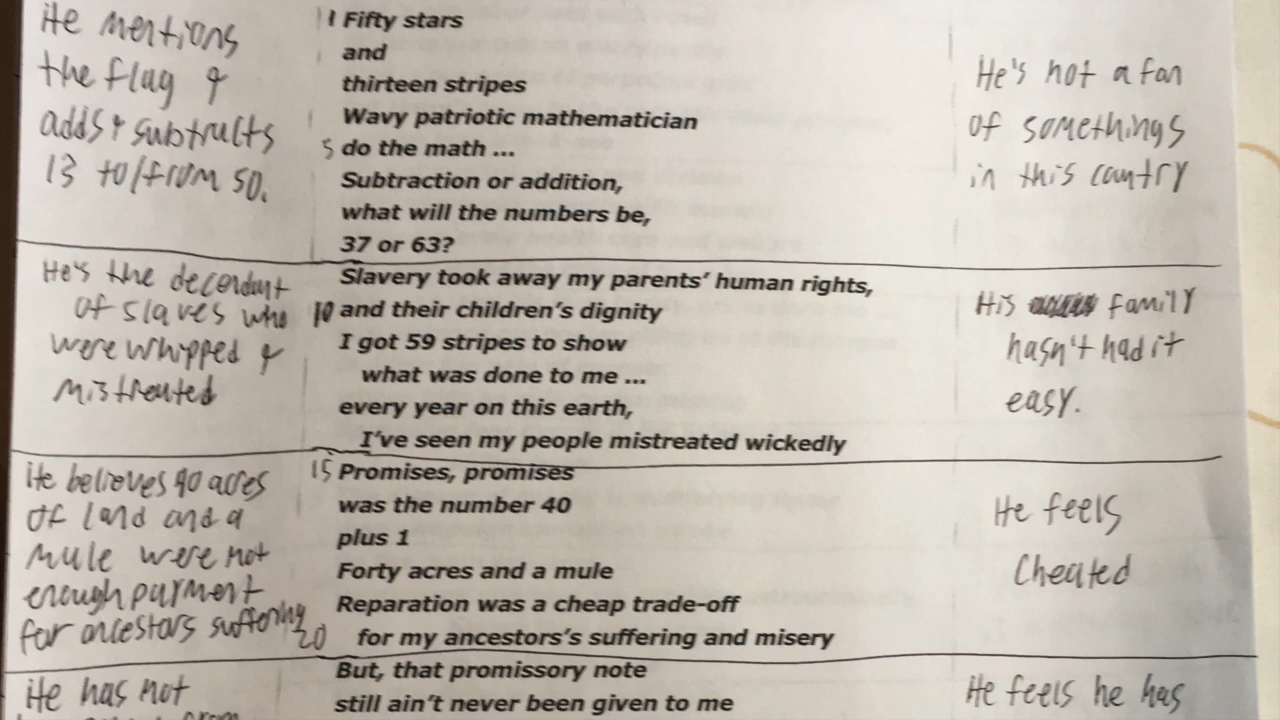 He mentions
the flag &
adds & subtracts
13 to/from 50.
1 Fifty stars
and
thirteen stripes
Wavy patriotic mathematician
5 do the math ...
Subtraction or addition,
what will the numbers be,
37 or 63?
He's not a fan
of somethings
in this country
He's the decendant
of slaves who
were whipped &
mistreated
Slavery took away my parents' human rights,
10 and their children's dignity
I got 59 stripes to show
what was done to me ...
every year on this earth,
I've seen my people mistreated wickedly
His family
hasn't had it
easy.
He believes 40 acres
of land and a
mule were not
enough payment
for ancestors suffering
15 Promises, promises
was the number 40
plus 1
Forty acres and a mule
Reparation was a cheap trade-off
20 for my ancestors's suffering and misery
He feels
Cheated
He has not
from
But, that promissory note
still ain't never been given to me
He feels he has